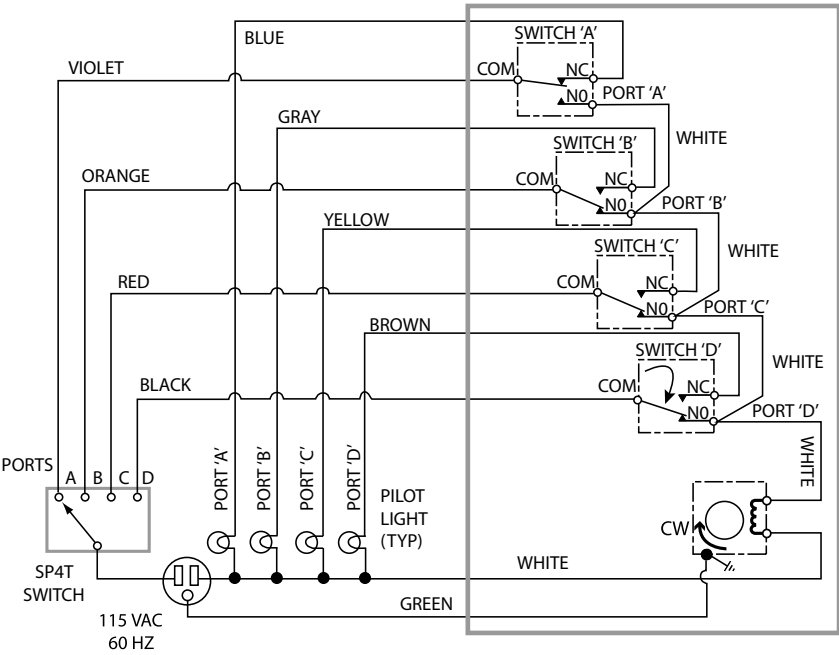 SWITCH 'A'
BLUE
VIOLET
COM
NC
N0
PORT 'A'
GRAY
WHITE
SWITCH 'B'
ORANGE
COM
NC
N0
PORT 'B'
YELLOW
SWITCH 'C'
WHITE
RED
COM
NC
N0
PORT 'C'
BROWN
SWITCH 'D'
WHITE
BLACK
COM
NC
N0
PORT 'D'
WHITE
PORTS
A B C D
PORT 'A'
PORT 'B'
PORT 'C'
PORT 'D'
PILOT
LIGHT
(TYP)
CW
SP4T
SWITCH
WHITE
GREEN
115 VAC
60 HZ